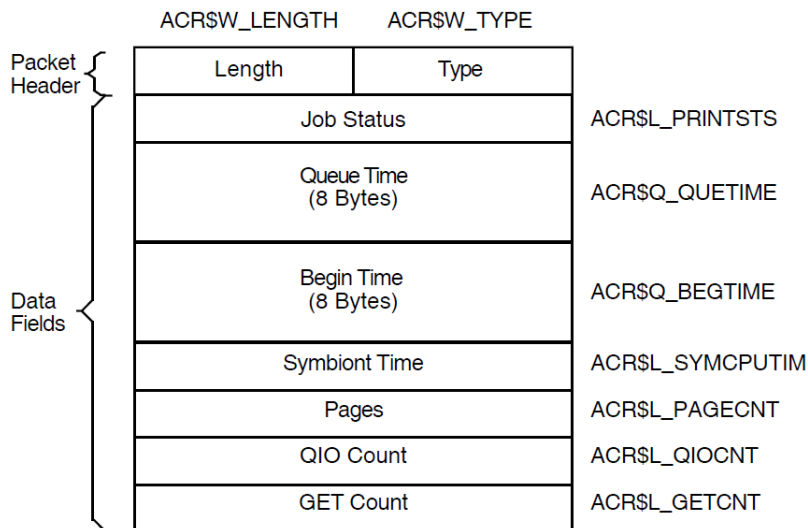 ACR$W_LENGTH ACR$W_TYPE
Packet
Header
Length Type
Job Status ACR$L_PRINTSTS
Queue Time
(8 Bytes)
ACR$Q_QUETIME
Begin Time
(8 Bytes)
ACR$Q_BEGTIME
Data
Fields
Symbiont Time ACR$L_SYMCPUTIM
Pages ACR$L_PAGECNT
QIO Count ACR$L_QIOCNT
GET Count ACR$L_GETCNT